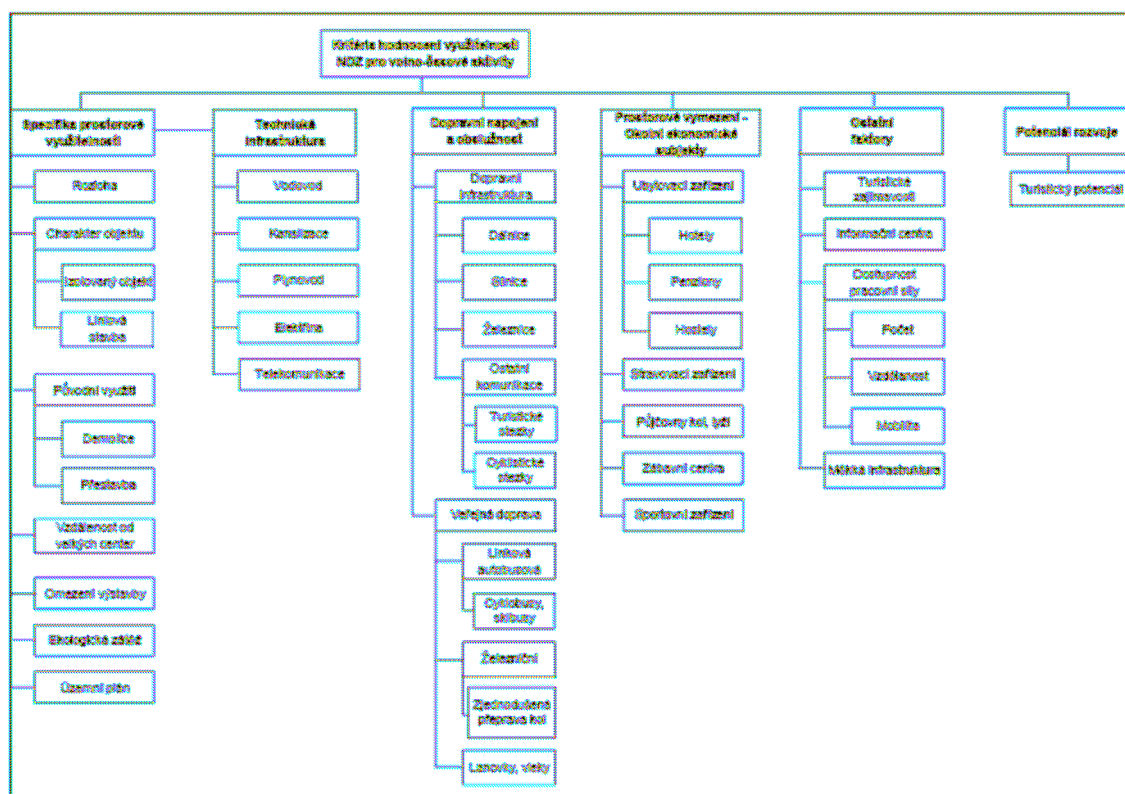 Kritéria hodnocení využitelnosti
NDZ pro volno-časové aktivity
Specifika prostorové
využitelnosti
Technická
infrastruktura
Dopravní napojení
a obslužnost
Prostorové vymezení –
Okolní ekonomické
subjekty
Ostatní
faktory
Potenciál rozvoje
Rozloha
Charakter objektu
Izolovaný objekt
Liniová
stavba
Původní využití
Demolice
Přestavba
Vzdálenost od
velkých center
Omezení výstavby
Ekologická zátěž
Územní plán
Vodovod
Kanalizace
Plynovod
Elektřina
Telekomunikace
Dopravní
infrastruktura
Dálnice
Silnice
Železnice
Ostatní
komunikace
Turistické
stezky
Cyklistické
stezky
Veřejná doprava
Linková
autobusová
Cyklobusy,
skibusy
Železniční
Zjednodušená
přeprava kol
Lanovky, vleky
Ubytovací zařízení
Hotely
Penziony
Hostely
Stravovací zařízení
Půjčovny kol, lyží
Zábavní centra
Sportovní zařízení
Turistické
zajímavosti
Informační centra
Dostupnost
pracovní síly
Počet
Vzdělanost
Mobilita
Měkká infrastruktura
Turistický potenciál